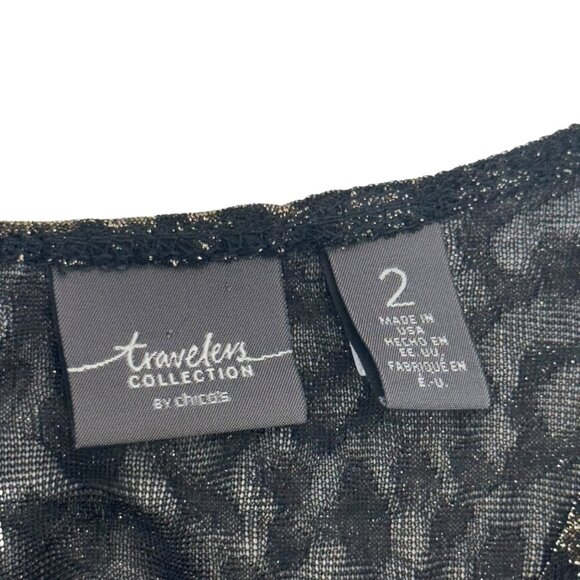 travelers
COLLECTION
BY chico's
2
MADE IN
USA
HECHO EN
EE.UU.
FABRIQUÉ EN
É.-U.